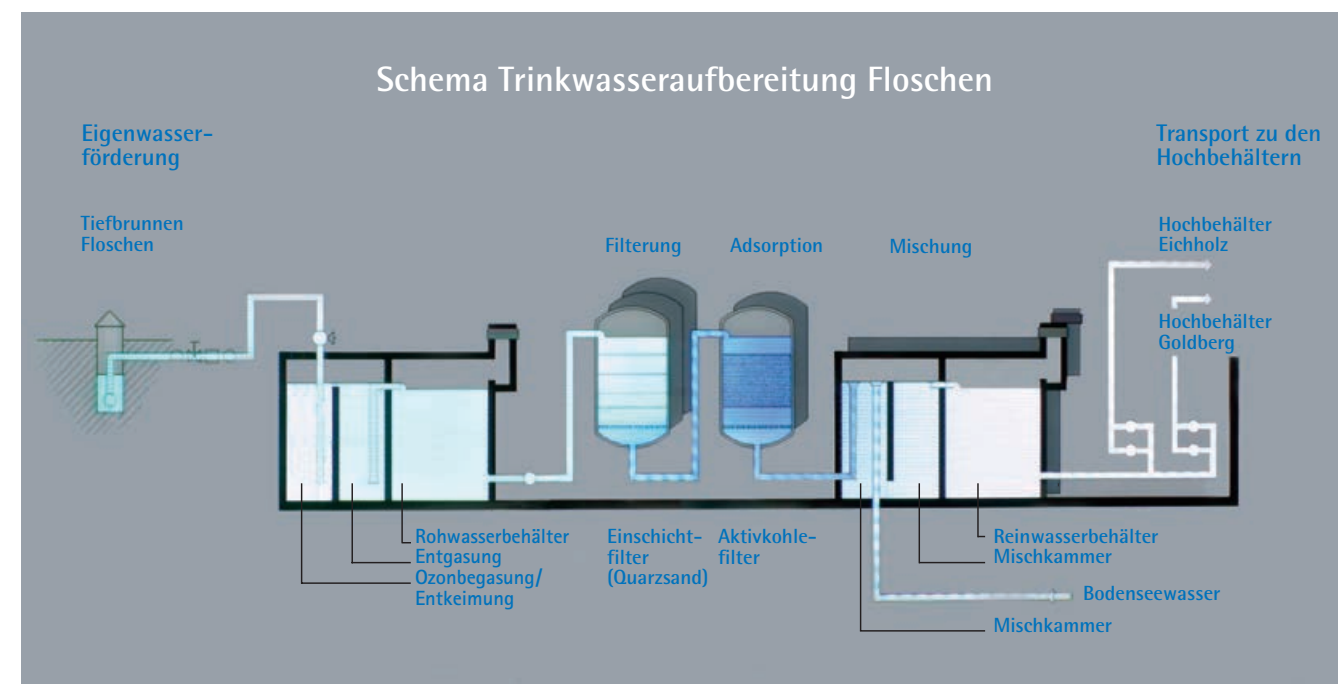 Schema Trinkwasseraufbereitung Floschen
Eigenwasser-
förderung
Transport zu den
Hochbehältern
Tiefbrunnen
Floschen
Filterung
Adsorption
Mischung
Hochbehälter
Eichholz
Hochbehälter
Goldberg
Rohwasserbehälter
Entgasung
Ozonbegasung/
Entkeimung
Einschicht-
filter
(Quarzsand)
Aktivkohle-
filter
Reinwasserbehälter
Mischkammer
Bodenseewasser
Mischkammer